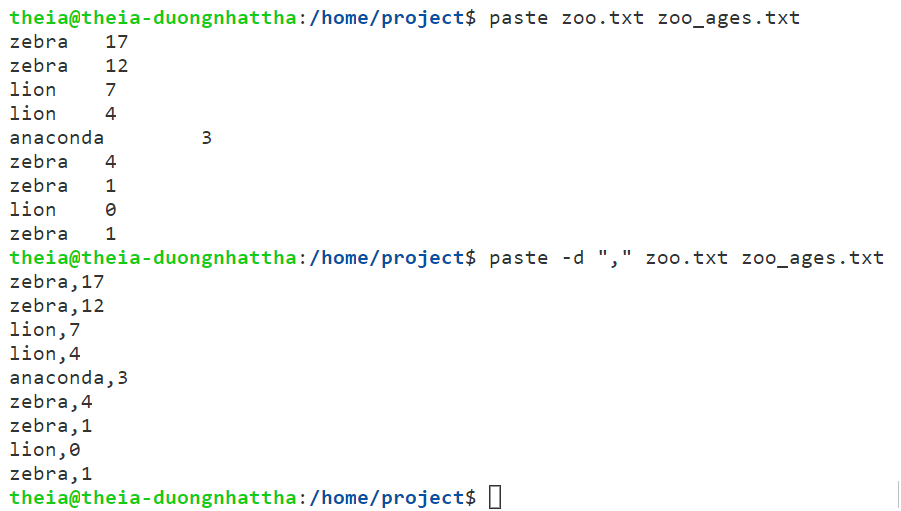 theia@theia-duongnhattha:/home/project$ paste zoo.txt zoo_ages.txt
zebra   17
zebra   12
lion    7
lion    4
anaconda        3
zebra   4
zebra   1
lion    0
zebra   1
theia@theia-duongnhattha:/home/project$ paste -d "," zoo.txt zoo_ages.txt
zebra,17
zebra,12
lion,7
lion,4
anaconda,3
zebra,4
zebra,1
lion,0
zebra,1
theia@theia-duongnhattha:/home/project$